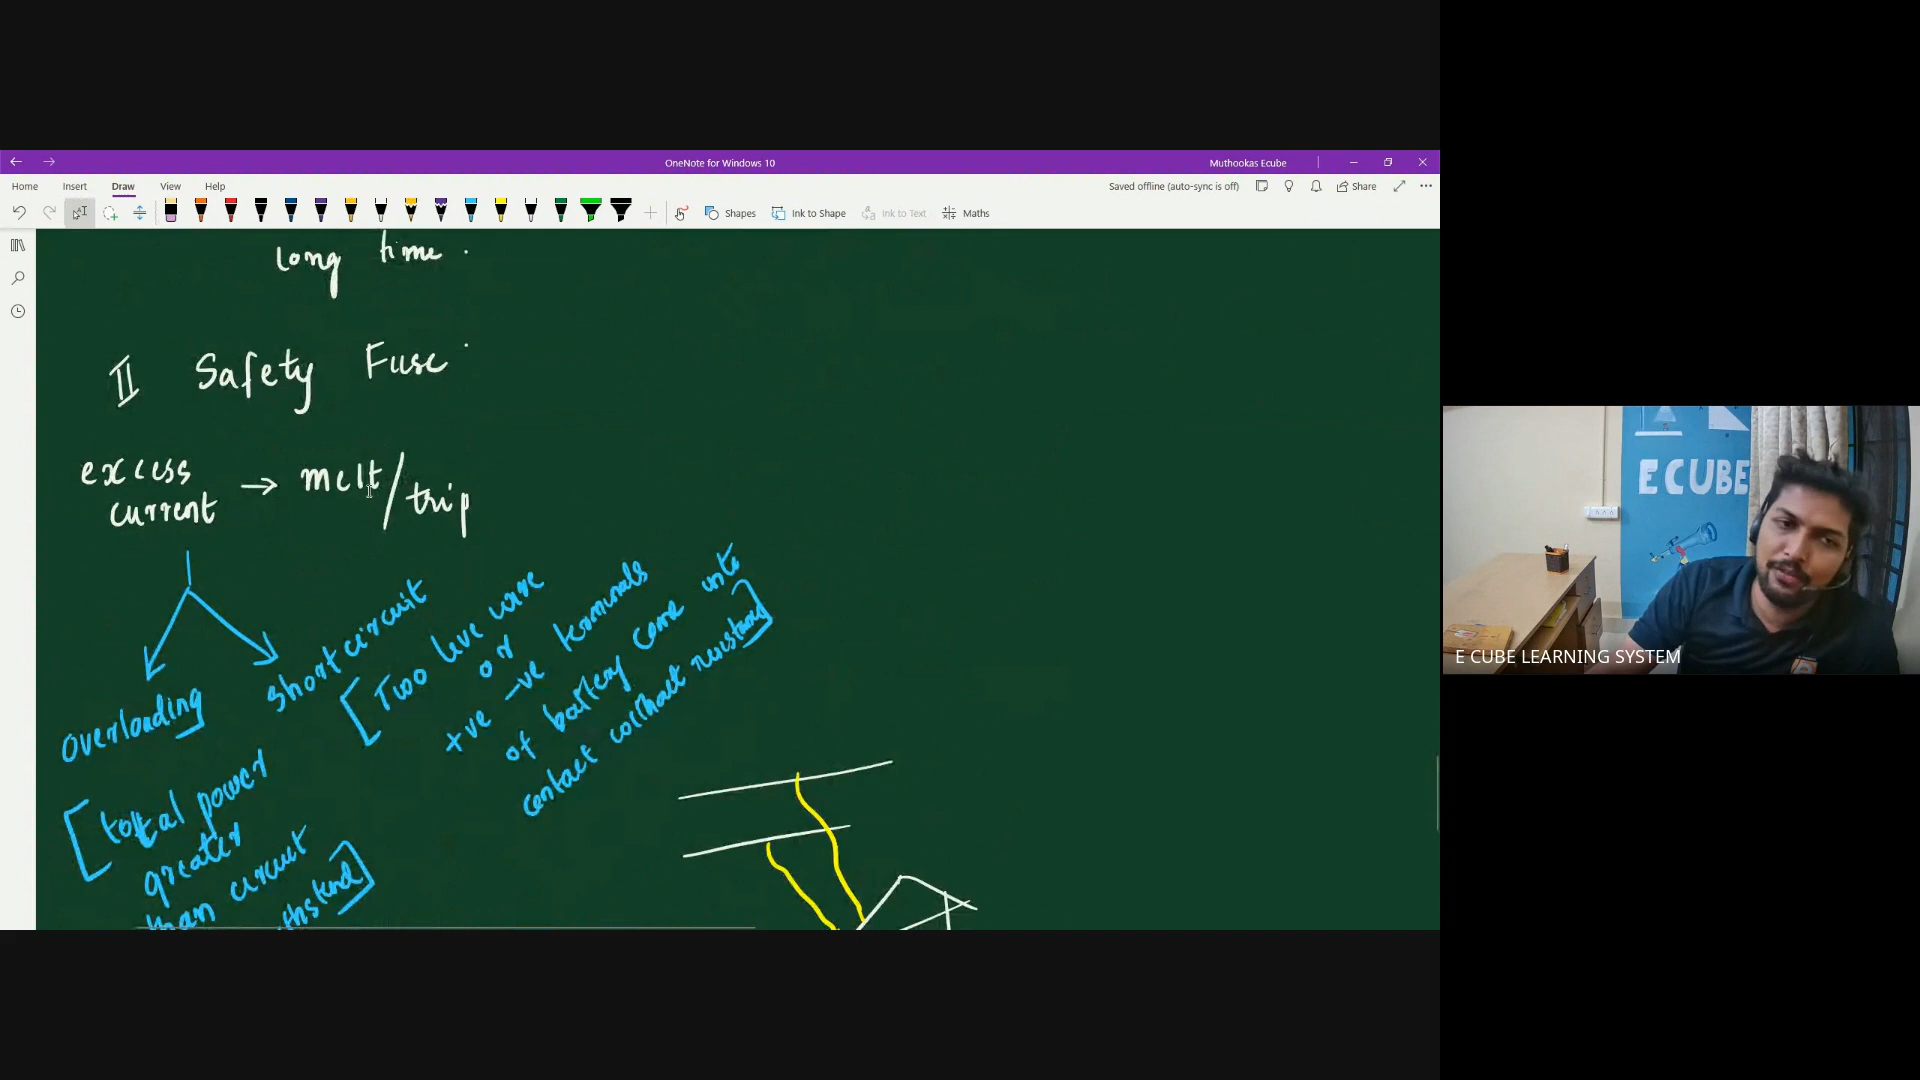 OneNote for Windows 10
Muthookas Ecube
Home Insert Draw View Help
Saved offline (auto-sync is off)
Share
Shapes
Ink to Shape
Ink to Text
Maths
long time.
II Safety Fuse
excess
current → melt/trip
overloading
[total power
greater
than circuit
short circuit
[Two live wire
or
+ve -ve terminals
of battery come into
contact without resistance]
E CUBE
E CUBE LEARNING SYSTEM